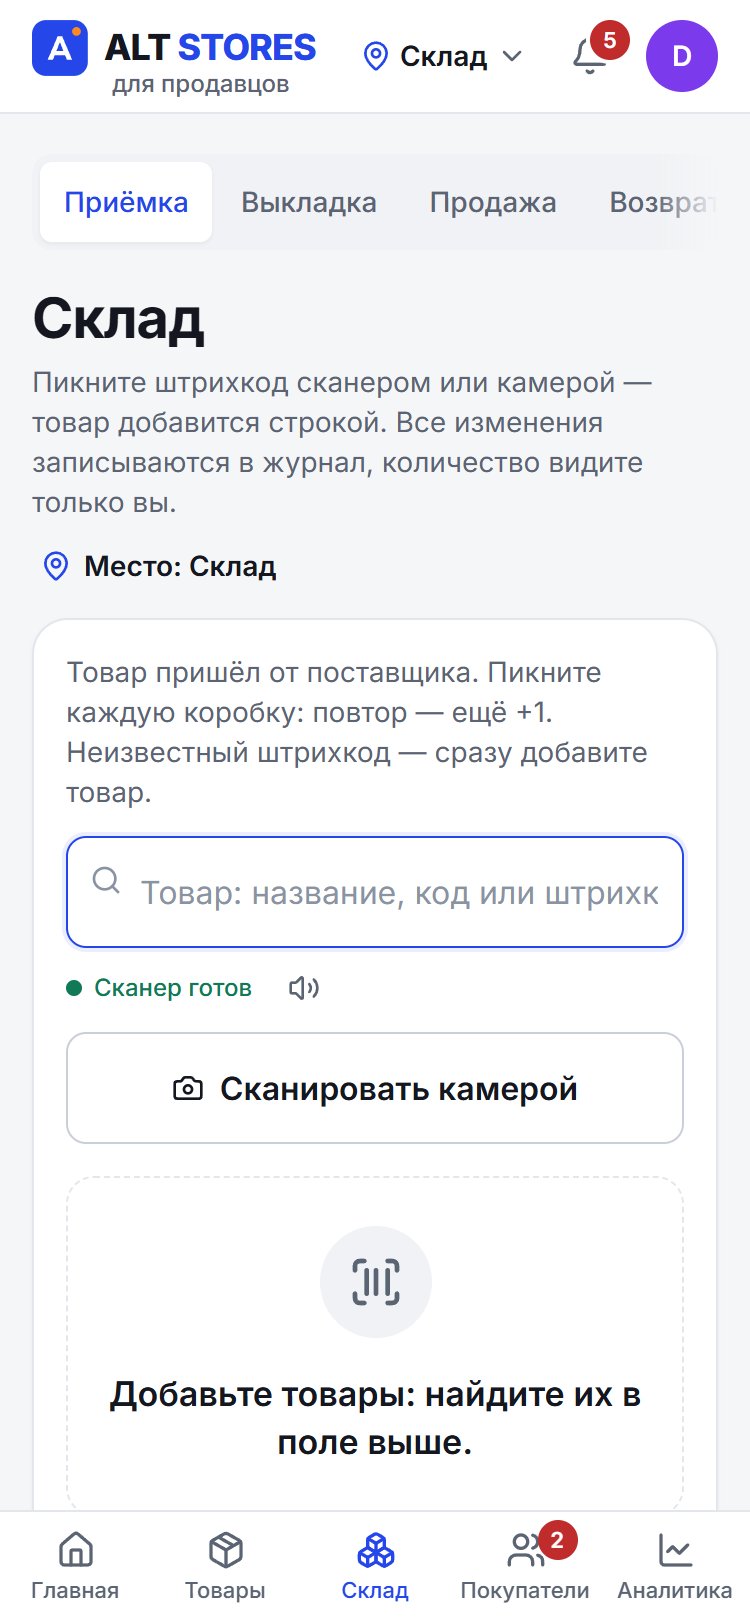 A ALT STORES
для продавцов
Склад
5
D
Приёмка Выкладка Продажа Возврат
Склад
Пикните штрихкод сканером или камерой —
товар добавится строкой. Все изменения
записываются в журнал, количество видите
только вы.
Место: Склад
Товар пришёл от поставщика. Пикните
каждую коробку: повтор — ещё +1.
Неизвестный штрихкод — сразу добавите
товар.
Товар: название, код или штрихк
Сканер готов
Сканировать камерой
Добавьте товары: найдите их в
поле выше.
2
Главная Товары Склад Покупатели Аналитика